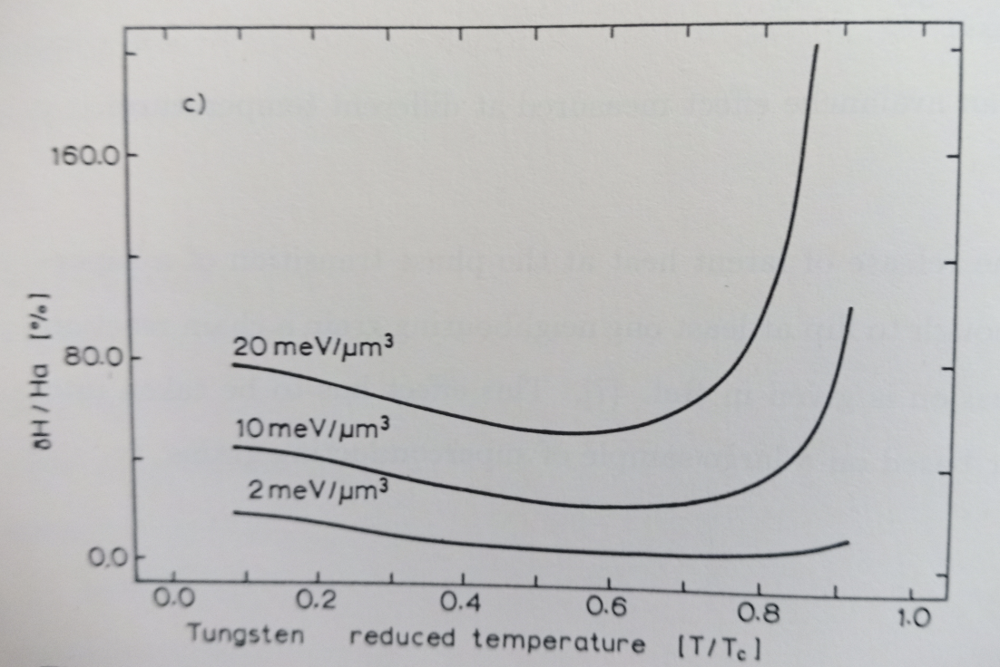 c)
160.0
80.0
0.0
δH/Ha [%]
20 meV/μm³
10 meV/μm³
2 meV/μm³
0.0 0.2 0.4 0.6 0.8 1.0
Tungsten reduced temperature [T/Tc]